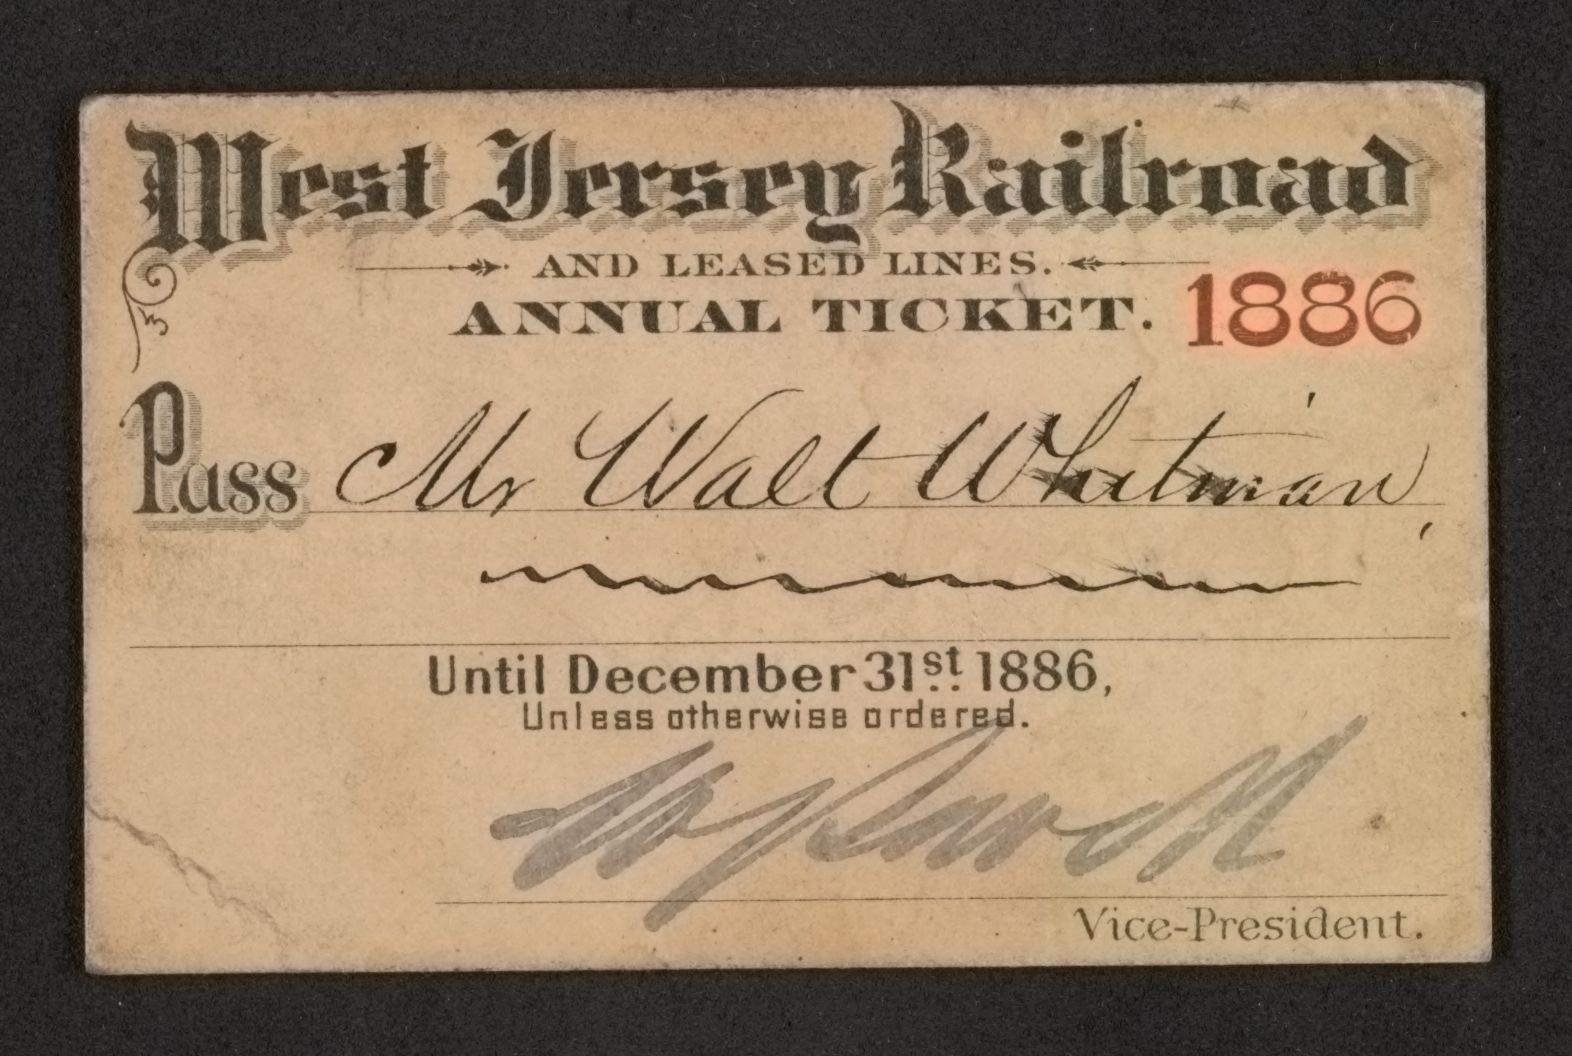 West Jersey Railroad
AND LEASED LINES.
ANNUAL TICKET. 1886
Pass Mr Walt Whitman,
Until December 31st 1886,
Unless otherwise ordered.
Vice-President.